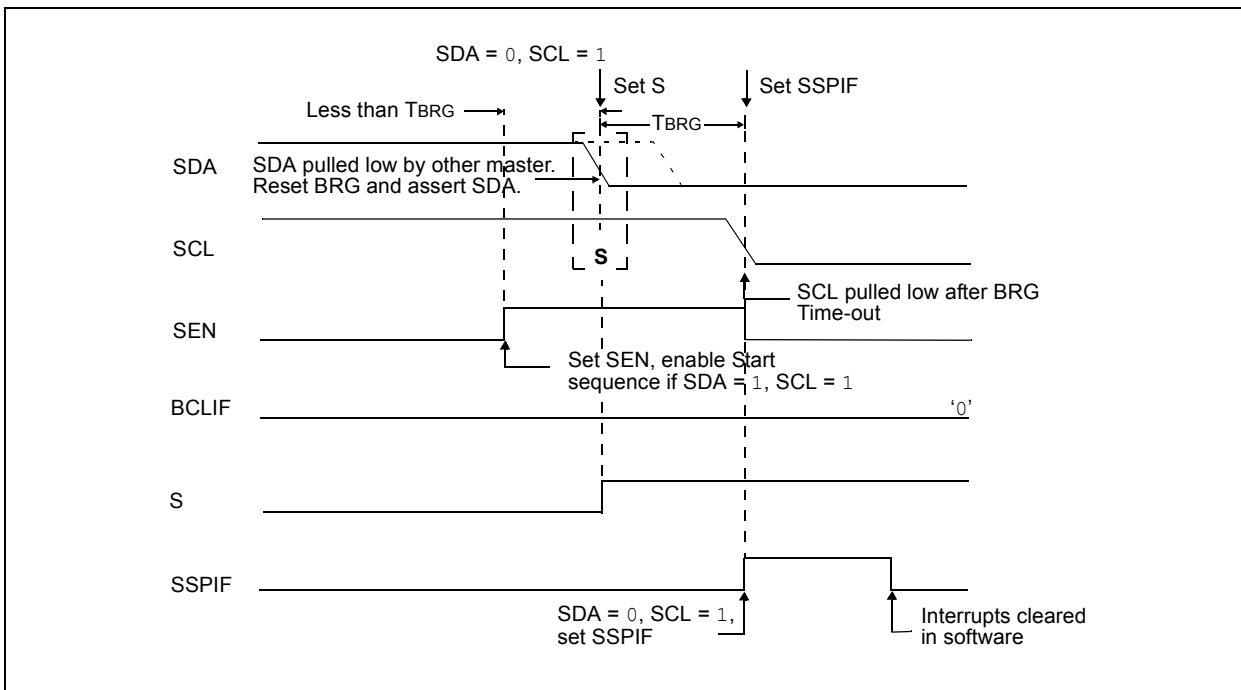 SDA = 0, SCL = 1
Set S
Set SSPIF
Less than TBRG
TBRG
SDA
SDA pulled low by other master.
Reset BRG and assert SDA.
SCL
S
SCL pulled low after BRG
Time-out
SEN
Set SEN, enable Start
sequence if SDA = 1, SCL = 1
BCLIF
‘0’
S
SSPIF
SDA = 0, SCL = 1,
set SSPIF
Interrupts cleared
in software